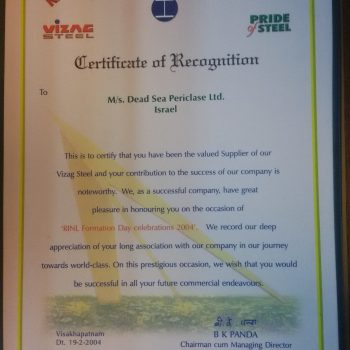 VIZAG
STEEL
PRIDE
of STEEL
Certificate of Recognition
To
M/s. Dead Sea Periclase Ltd.
Israel
This is to certify that you have been the valued Supplier of our
Vizag Steel and your contribution to the success of our company is
noteworthy. We, as a successful company, have great
pleasure in honouring you on the occasion of
'RINL Formation Day celebrations 2004'. We record our deep
appreciation of your long association with our company in our journey
towards world-class. On this prestigious occasion, we wish that you would
be successful in all your future commercial endeavours.
Visakhapatnam
Dt. 19-2-2004
B K PANDA
Chairman cum Managing Director